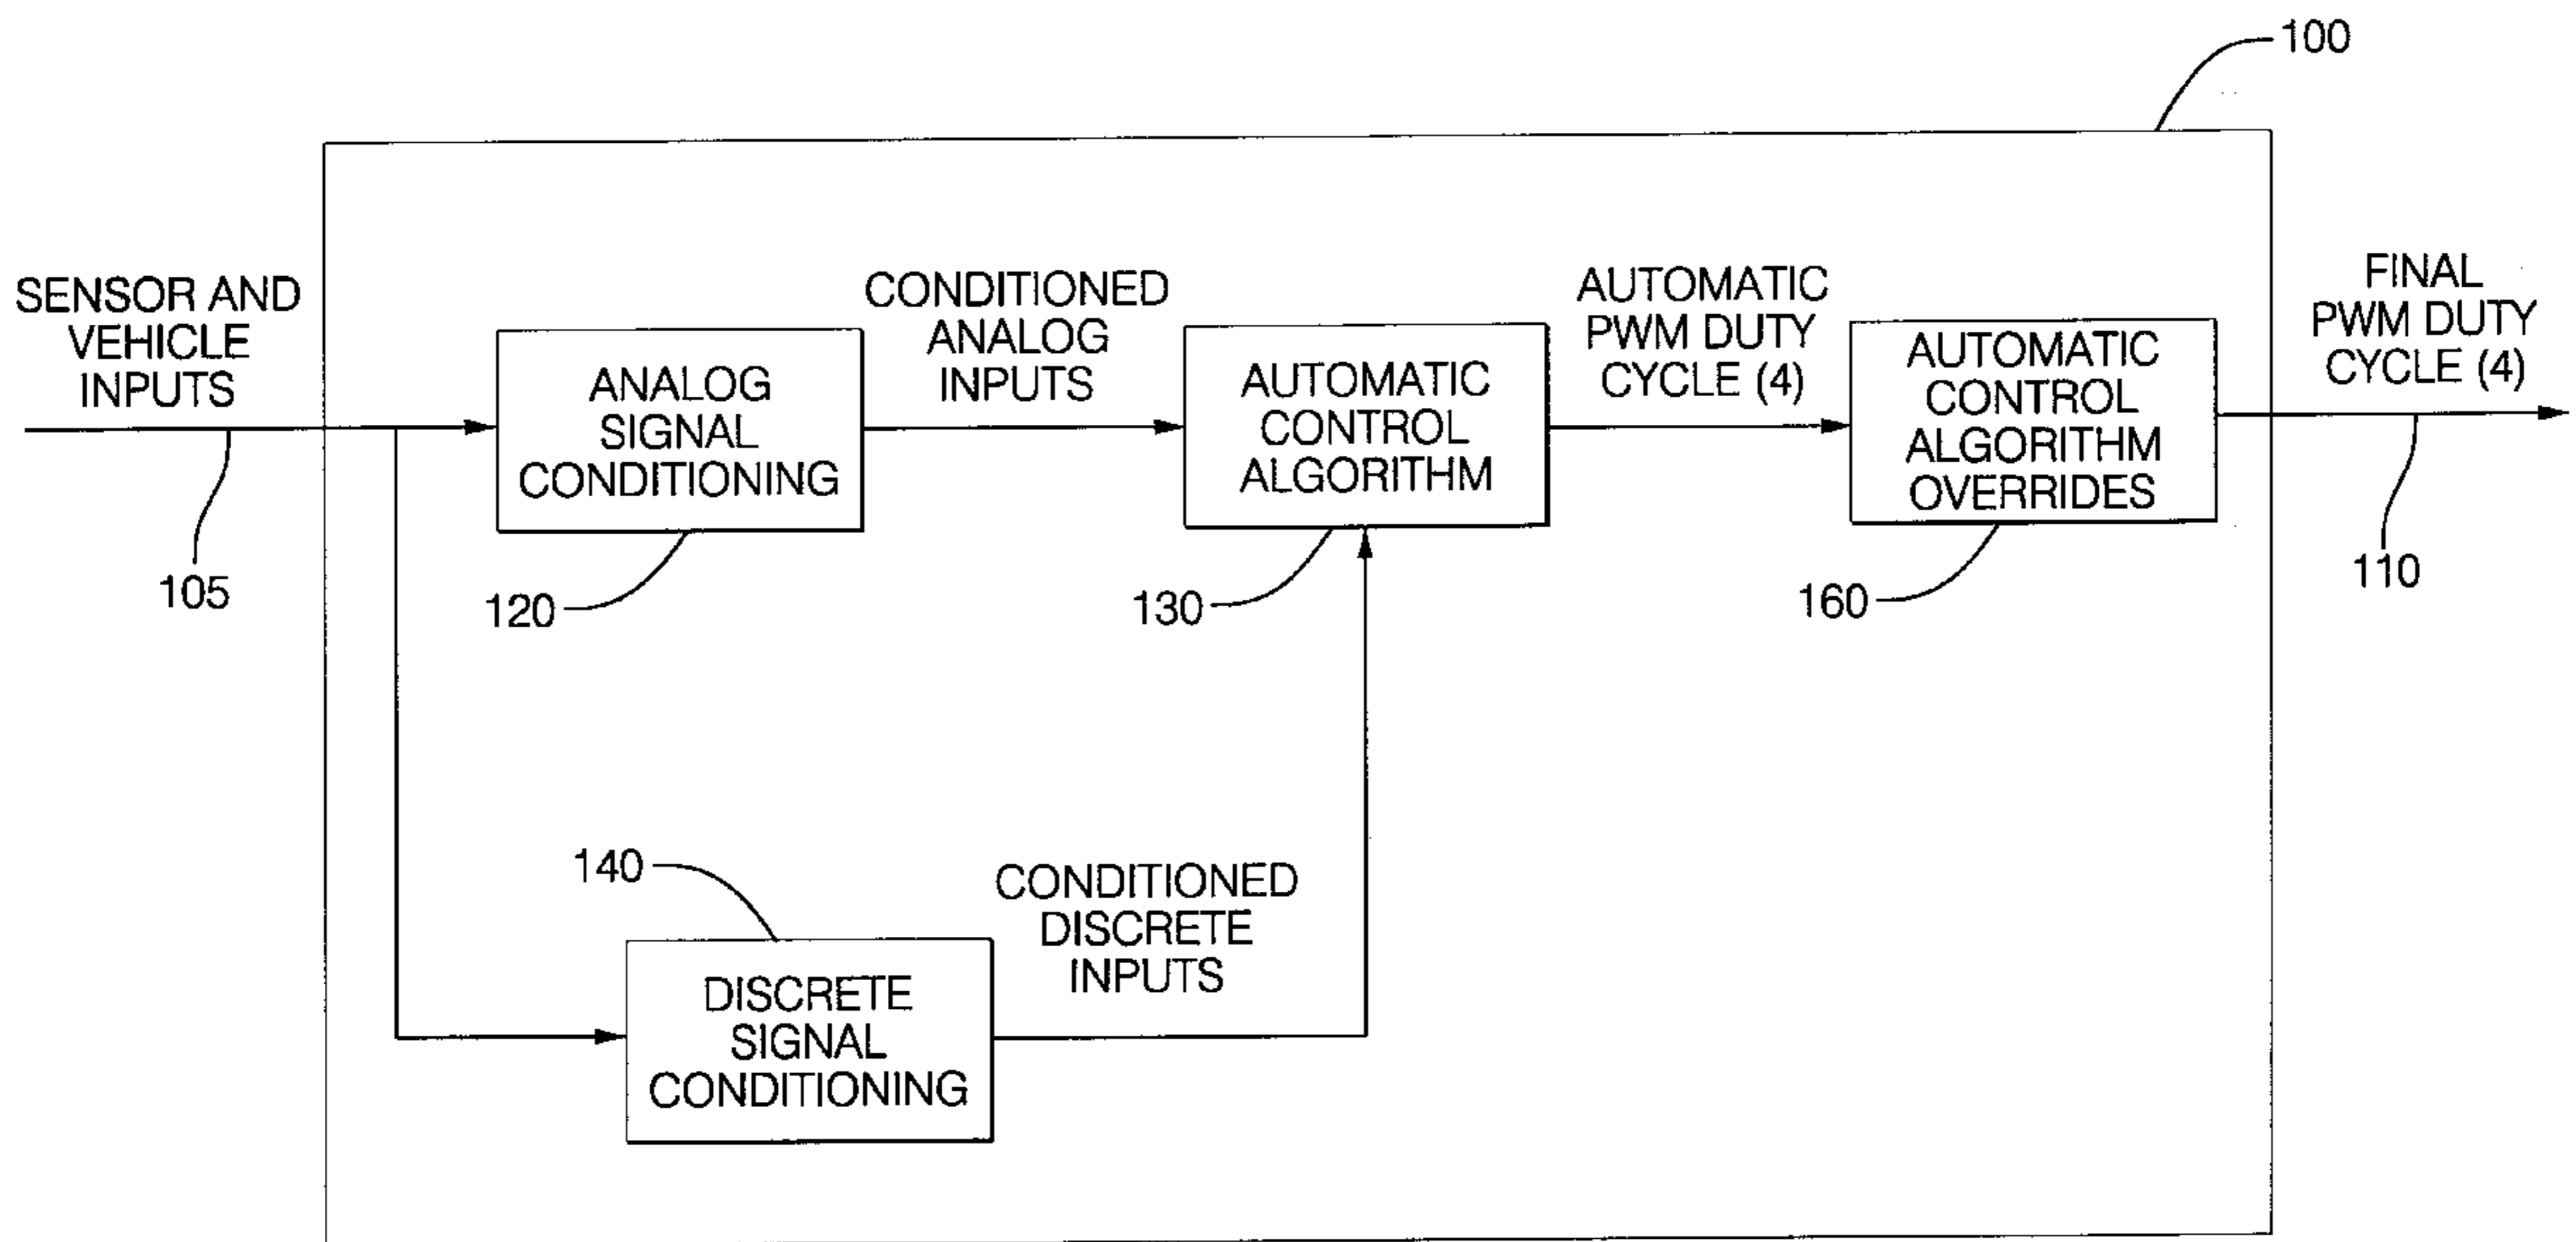 100
SENSOR AND
VEHICLE
INPUTS
105
ANALOG
SIGNAL
CONDITIONING
120
CONDITIONED
ANALOG
INPUTS
AUTOMATIC
CONTROL
ALGORITHM
130
AUTOMATIC
PWM DUTY
CYCLE (4)
AUTOMATIC
CONTROL
ALGORITHM
OVERRIDES
160
FINAL
PWM DUTY
CYCLE (4)
110
140
DISCRETE
SIGNAL
CONDITIONING
CONDITIONED
DISCRETE
INPUTS